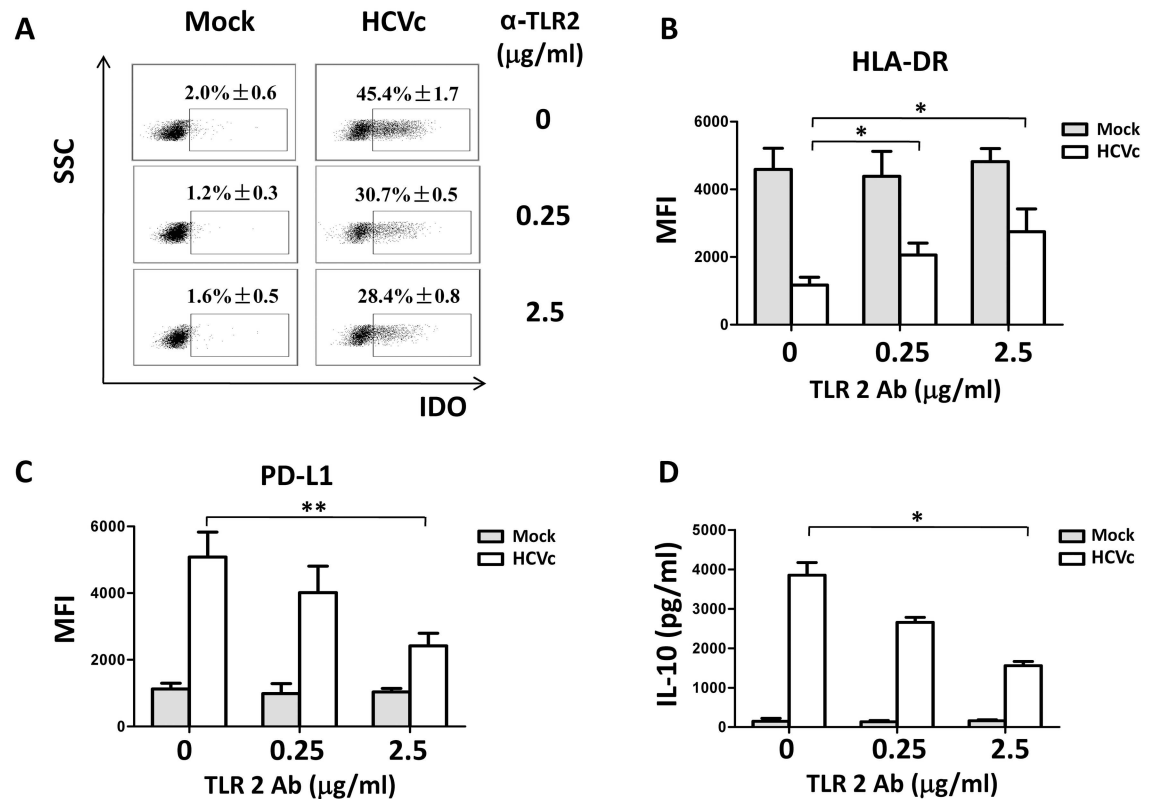 A
Mock
HCVc
α-TLR2
(μg/ml)
2.0%±0.6
45.4%±1.7
0
1.2%±0.3
30.7%±0.5
0.25
1.6%±0.5
28.4%±0.8
2.5
SSC
IDO
B
HLA-DR
*
*
Mock
HCVc
MFI
6000
4000
2000
0
0
0.25
2.5
TLR 2 Ab (μg/ml)
C
PD-L1
**
Mock
HCVc
MFI
6000
4000
2000
0
0
0.25
2.5
TLR 2 Ab (μg/ml)
D
*
Mock
HCVc
IL-10 (pg/ml)
5000
4000
3000
2000
1000
0
0
0.25
2.5
TLR 2 Ab (μg/ml)